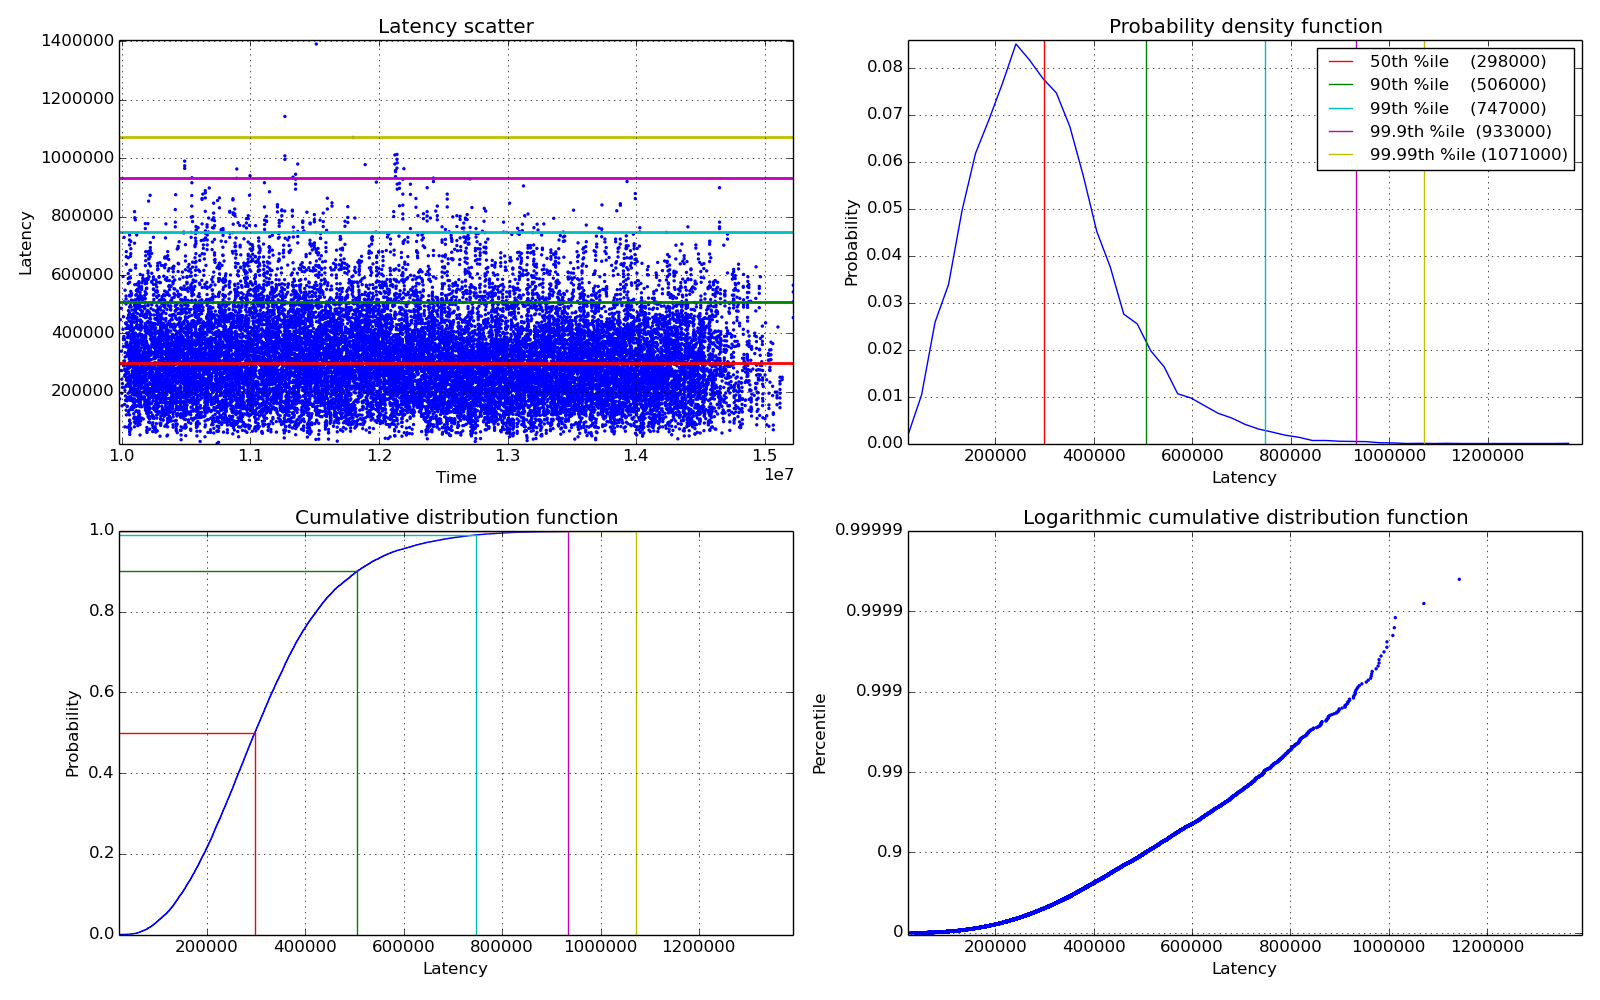 Latency scatter
1400000
1200000
1000000
800000
600000
400000
200000
Latency
1.0 1.1 1.2 1.3 1.4 1.5
1e7
Time
Probability density function
0.08
0.07
0.06
0.05
0.04
0.03
0.02
0.01
0.00
Probability
50th %ile (298000)
90th %ile (506000)
99th %ile (747000)
99.9th %ile (933000)
99.99th %ile (1071000)
200000 400000 600000 800000 1000000 1200000
Latency
Cumulative distribution function
1.0
0.8
0.6
0.4
0.2
0.0
Probability
200000 400000 600000 800000 1000000 1200000
Latency
Logarithmic cumulative distribution function
0.99999
0.9999
0.999
0.99
0.9
0
Percentile
200000 400000 600000 800000 1000000 1200000
Latency